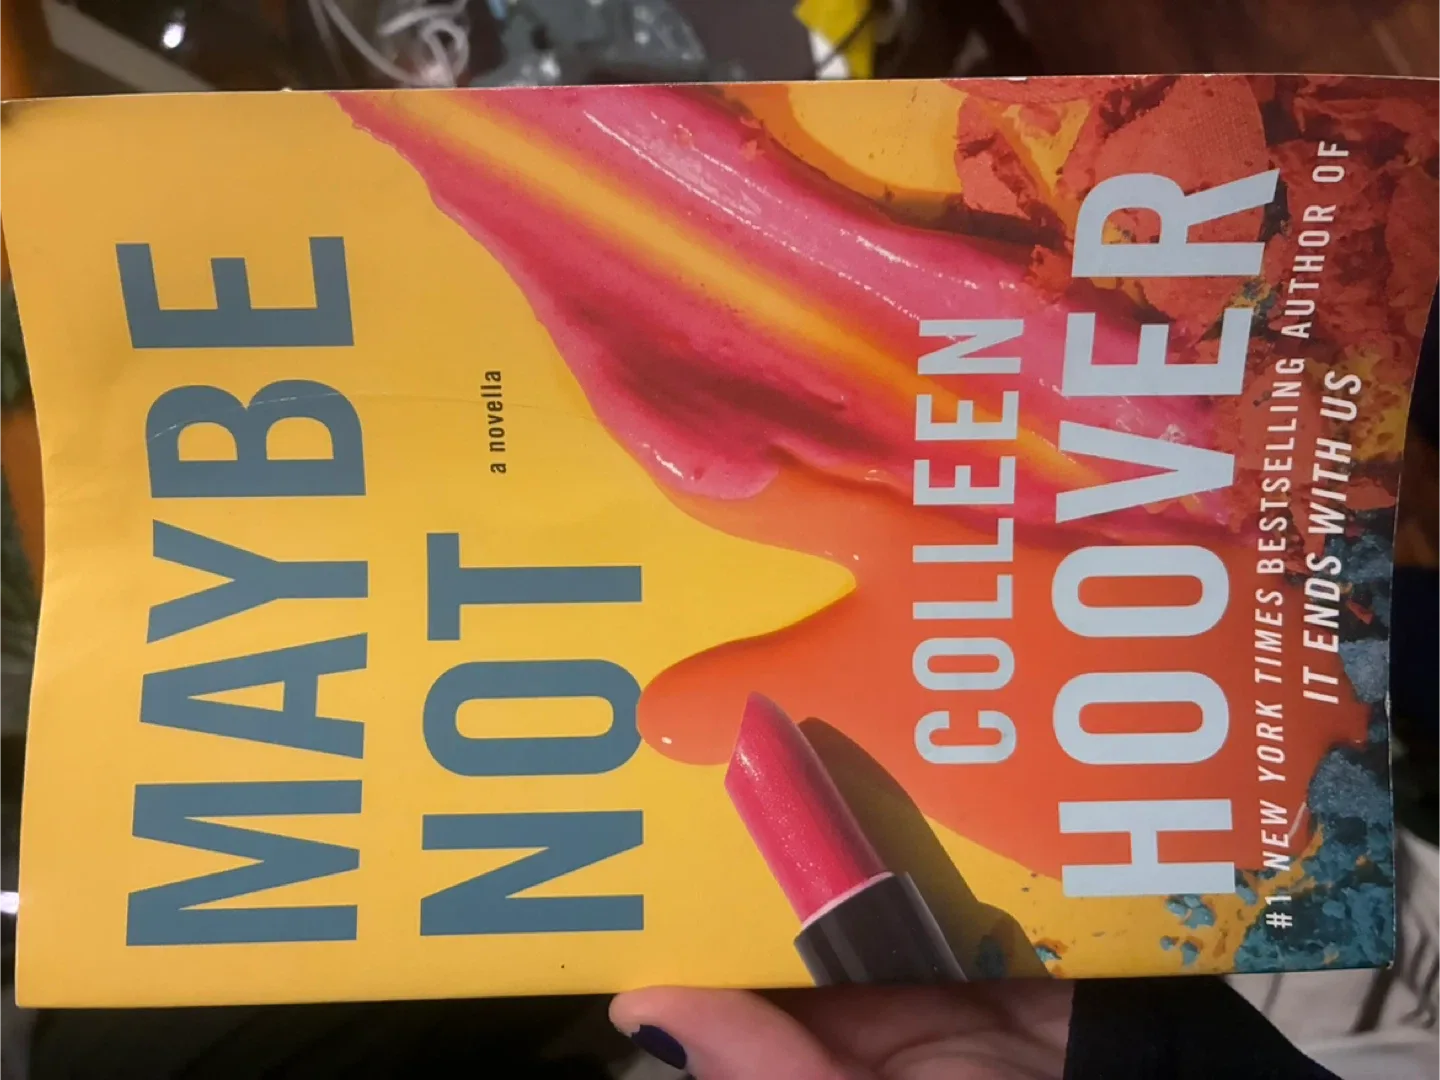 MAYBE
NOT
a novella
COLLEEN
HOOVER
#1 NEW YORK TIMES BESTSELLING AUTHOR OF
IT ENDS WITH US